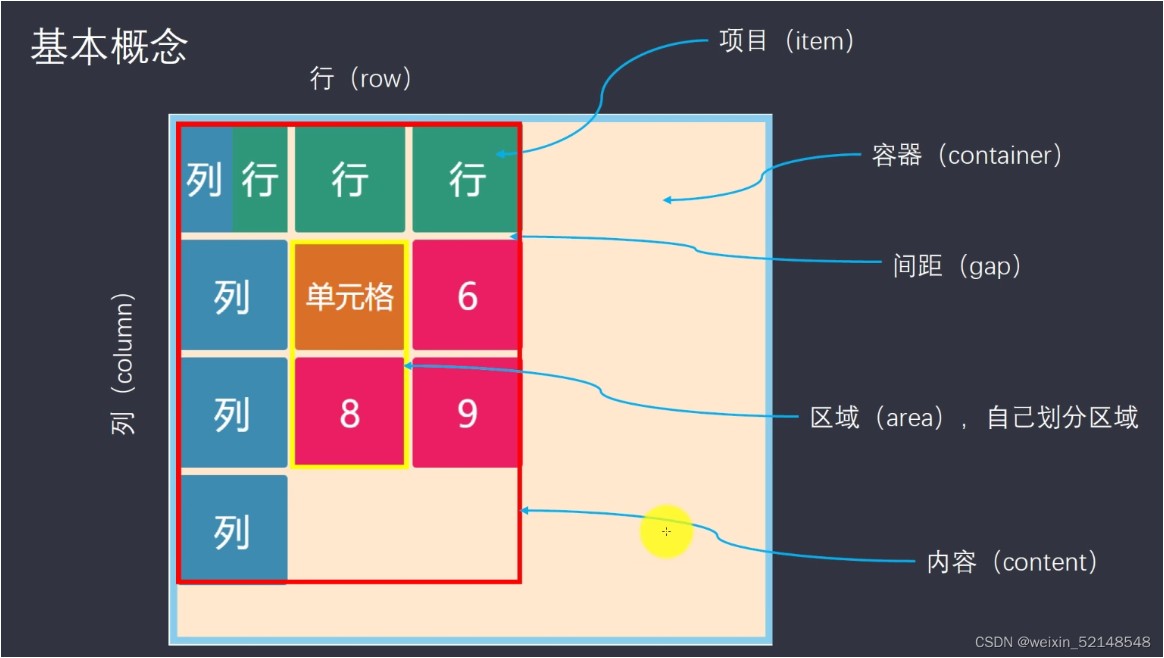 基本概念
项目（item）
行（row）
容器（container）
列 行 行 行
间距（gap）
列 单元格 6
列（column）
列 8 9
区域（area），自己划分区域
列
内容（content）
CSDN @weixin_52148548